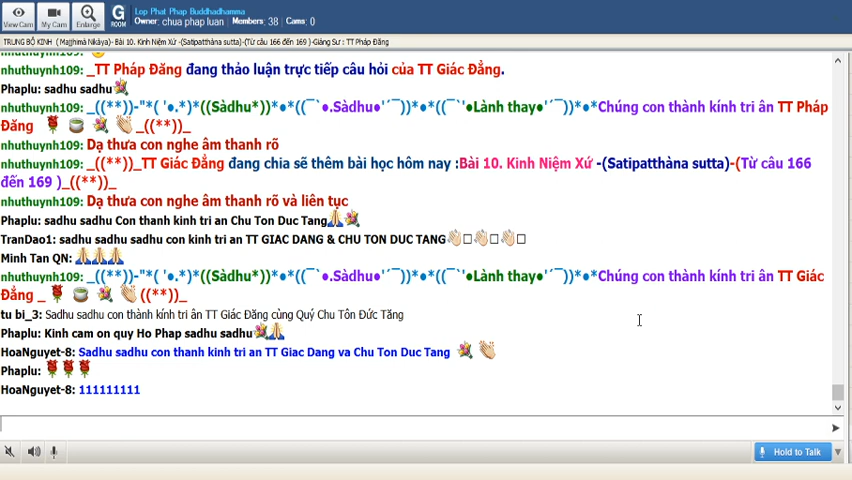 View Cam My Cam Enlarge G ROOM
Lop Phat Phap Buddhadhamma
Owner: chua phap luan Members: 38 Cams: 0
TRUNG BỘ KINH ( Majjhimà Nikàya)- Bài 10. Kinh Niệm Xứ -(Satipatthàna sutta)-(Từ câu 166 đến 169 )-Giảng Sư : TT Pháp Đăng
nhuthuynh109:
nhuthuynh109: _TT Pháp Đăng đang thảo luận trực tiếp câu hỏi của TT Giác Đẳng.
Phaplu: sadhu sadhu
nhuthuynh109: _((**))-"*( '●.*)*((Sàdhu*))*●*((¯`●.Sàdhu●'´¯))*●*((¯`'●Lành thay●'´¯))*●*Chúng con thành kính tri ân TT Pháp
Đăng _((**))_
nhuthuynh109: Dạ thưa con nghe âm thanh rõ
nhuthuynh109: _((**))_TT Giác Đẳng đang chia sẽ thêm bài học hôm nay :Bài 10. Kinh Niệm Xứ -(Satipatthàna sutta)-(Từ câu 166
đến 169 )_((**))_
nhuthuynh109: Dạ thưa con nghe âm thanh rõ và liên tục
Phaplu: sadhu sadhu Con thanh kinh tri an Chu Ton Duc Tang
TranDao1: sadhu sadhu sadhu con kinh tri an TT GIAC DANG & CHU TON DUC TANG
Minh Tan QN:
nhuthuynh109: _((**))-"*( '●.*)*((Sàdhu*))*●*((¯`●.Sàdhu●'´¯))*●*((¯`'●Lành thay●'´¯))*●*Chúng con thành kính tri ân TT Giác
Đẳng _ ((**))_
tu bi_3: Sadhu sadhu con thành kính tri ân TT Giác Đẳng cùng Quý Chư Tôn Đức Tăng
Phaplu: Kinh cam on quy Ho Phap sadhu sadhu
HoaNguyet-8: Sadhu sadhu con thanh kinh tri an TT Giac Dang va Chu Ton Duc Tang
Phaplu:
HoaNguyet-8: 111111111
Hold to Talk